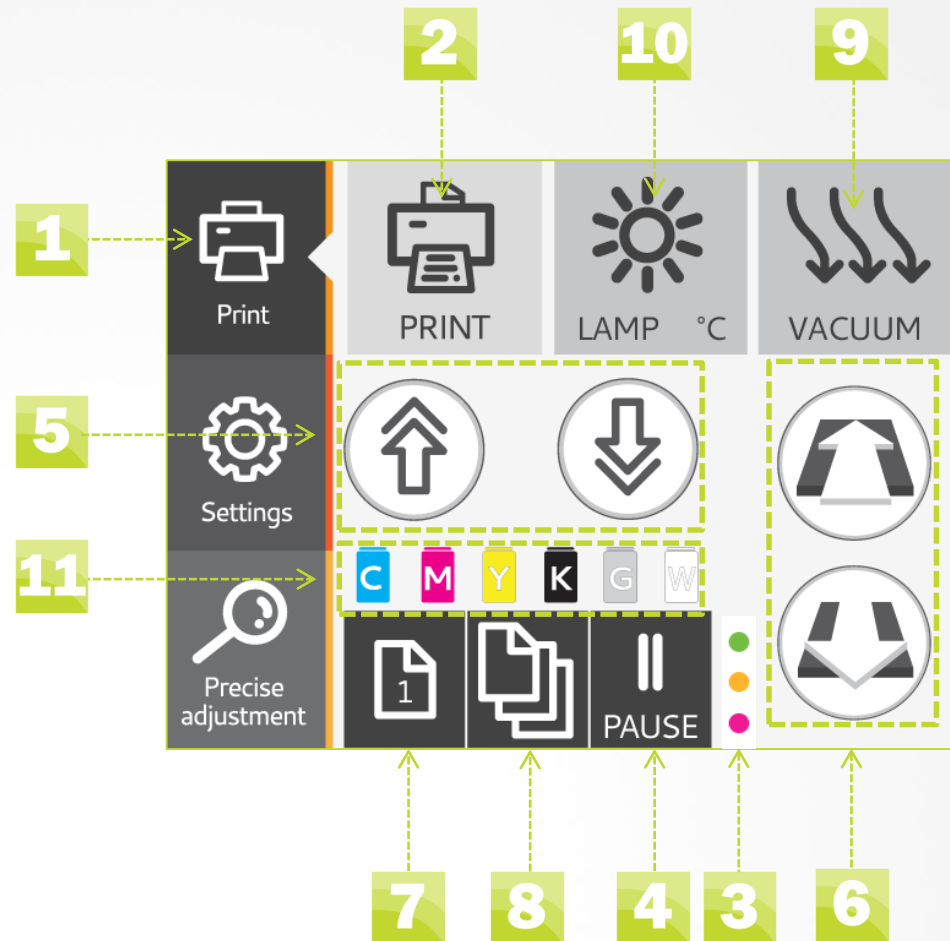 2
10
9
1
Print
PRINT
LAMP °C
VACUUM
5
Settings
11
C M Y K G W
Precise
adjustment
1
PAUSE
7
8
4
3
6